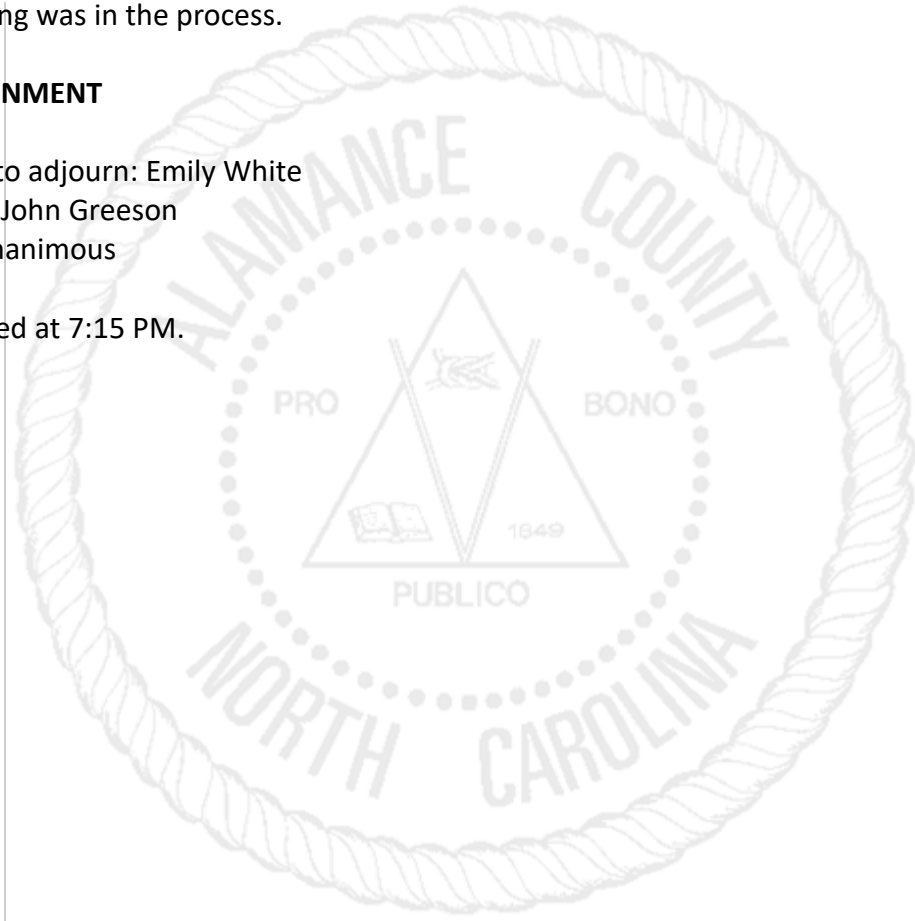 ng was in the process.
NMENT
to adjourn: Emily White
John Greeson
nanimous
ed at 7:15 PM.
ALAMANCE COUNTY
PRO BONO
1849
PUBLICO
NORTH CAROLINA